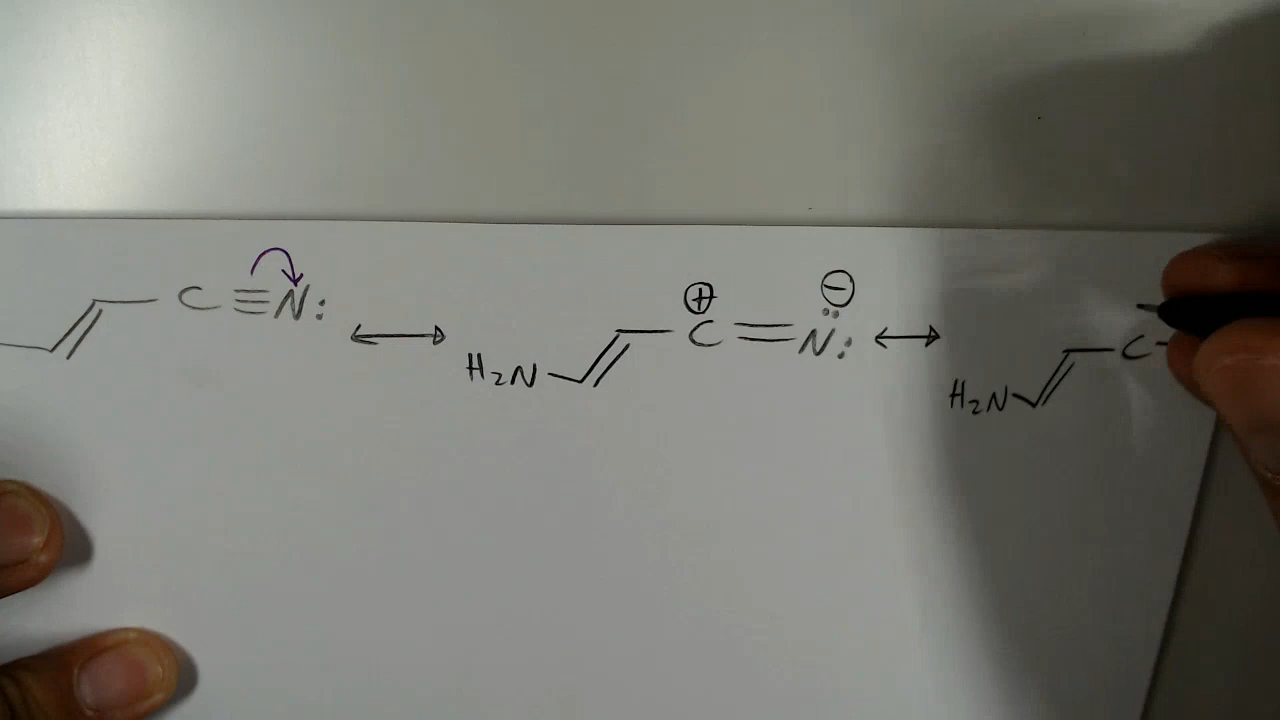 C≡N:
⊕ ⊖
H₂N C=N̈:
H₂N C-